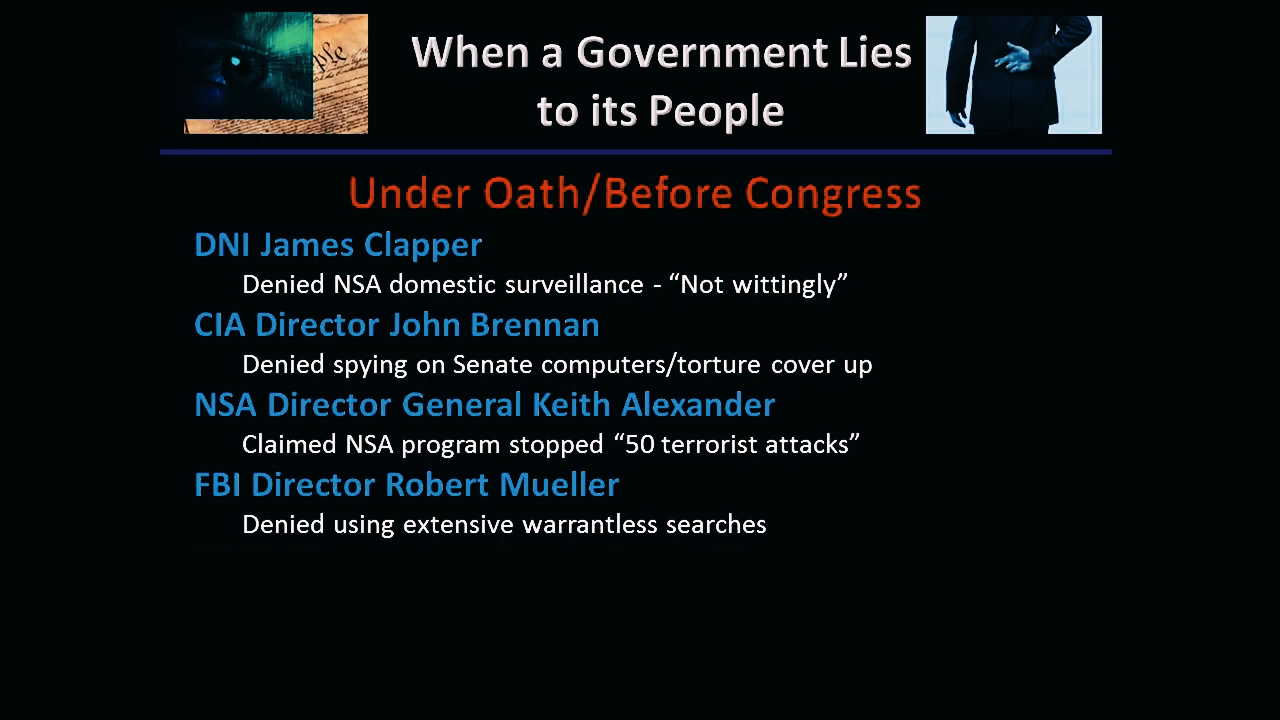 When a Government Lies
to its People
Under Oath/Before Congress
DNI James Clapper
Denied NSA domestic surveillance - “Not wittingly”
CIA Director John Brennan
Denied spying on Senate computers/torture cover up
NSA Director General Keith Alexander
Claimed NSA program stopped “50 terrorist attacks”
FBI Director Robert Mueller
Denied using extensive warrantless searches